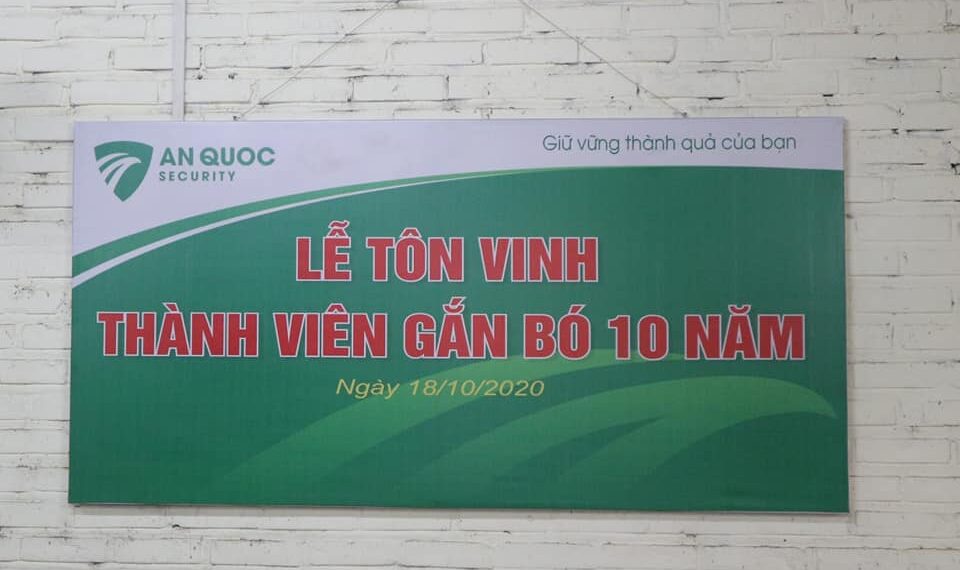 AN QUOC
SECURITY
Giữ vững thành quả của bạn
LỄ TÔN VINH
THÀNH VIÊN GẮN BÓ 10 NĂM
Ngày 18/10/2020